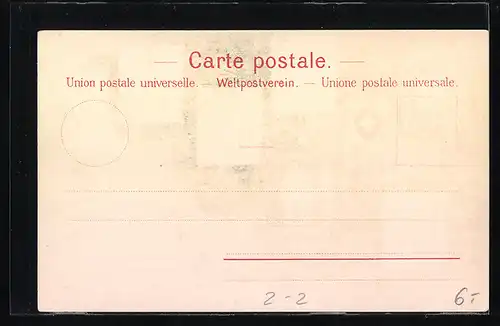 — Carte postale. —
Union postale universelle. — Weltpostverein. — Unione postale universale.
2-2
6.-